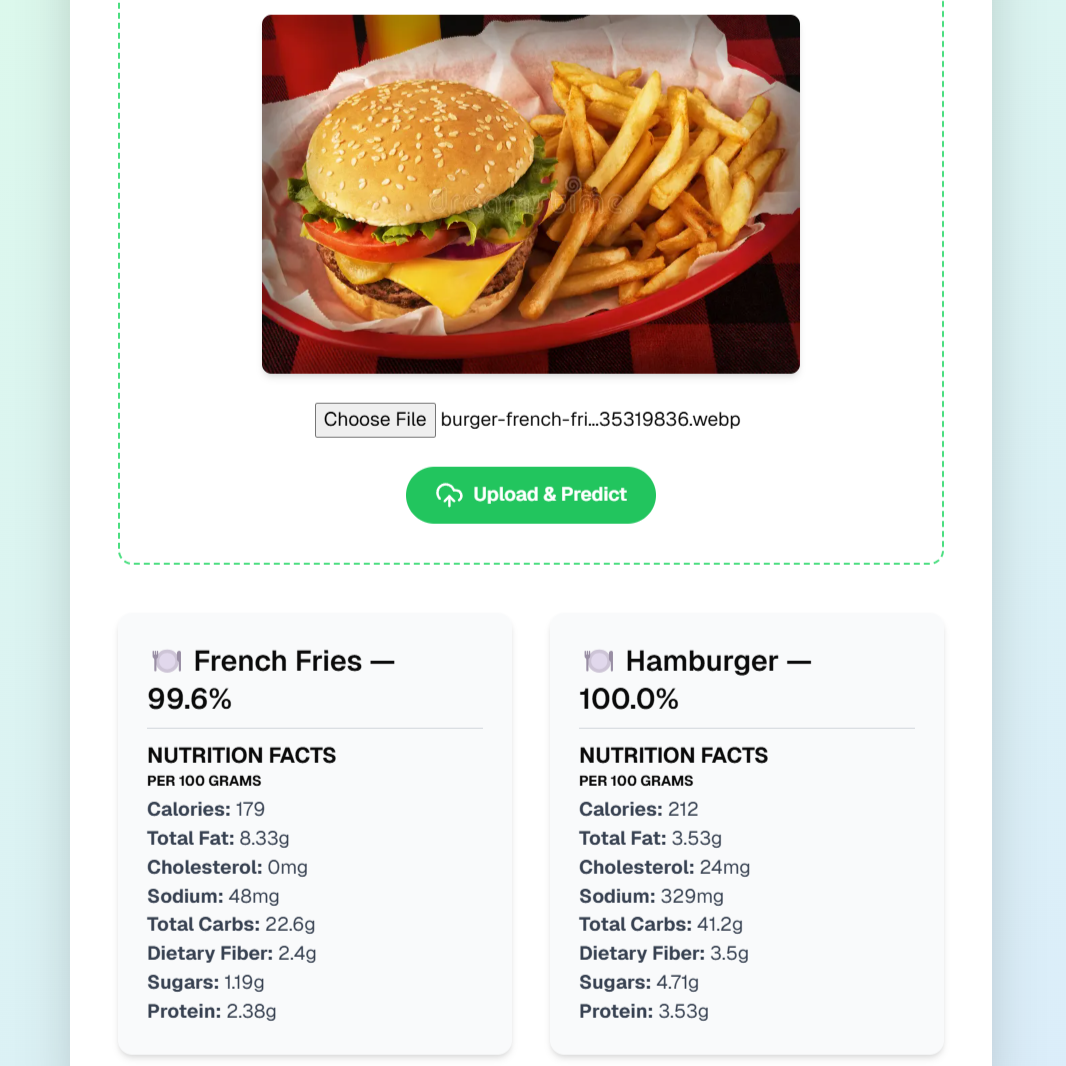 dreamstime
Choose File burger-french-fri...35319836.webp
Upload & Predict
🍽️ French Fries —
99.6%
NUTRITION FACTS
PER 100 GRAMS
Calories: 179
Total Fat: 8.33g
Cholesterol: 0mg
Sodium: 48mg
Total Carbs: 22.6g
Dietary Fiber: 2.4g
Sugars: 1.19g
Protein: 2.38g
🍽️ Hamburger —
100.0%
NUTRITION FACTS
PER 100 GRAMS
Calories: 212
Total Fat: 3.53g
Cholesterol: 24mg
Sodium: 329mg
Total Carbs: 41.2g
Dietary Fiber: 3.5g
Sugars: 4.71g
Protein: 3.53g